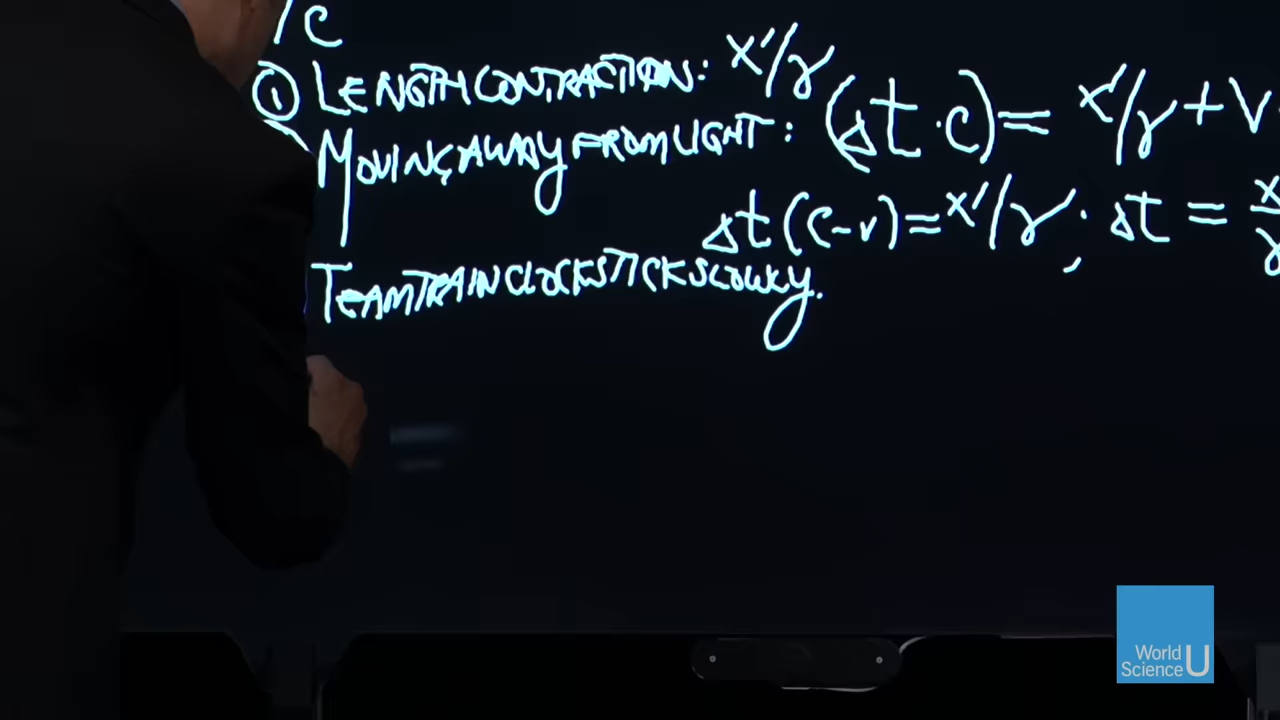 /c
① LENGTH CONTRACTION: x'/γ
MOVING AWAY FROM LIGHT: (Δt·c)= x'/γ + V
Δt(c-v)=x'/γ; Δt = x
γ
TEAM TRAIN CLOCKS TICK SLOWLY.
World
Science U